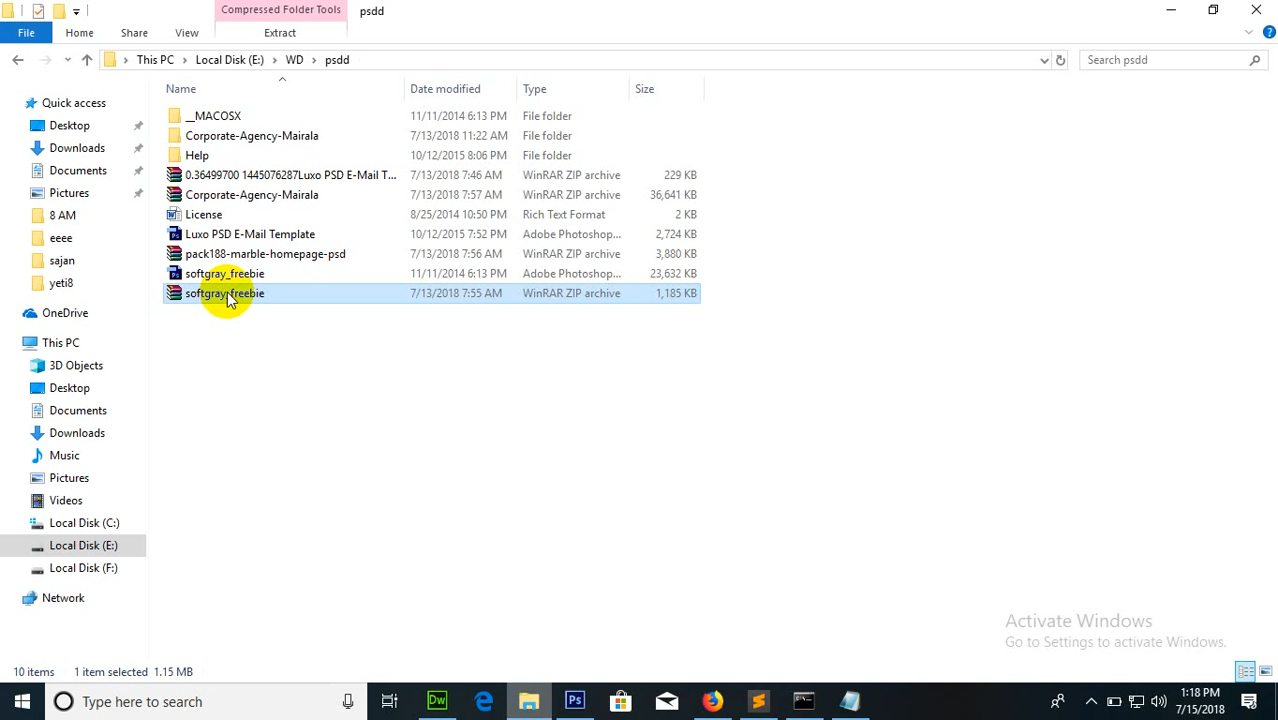 Compressed Folder Tools
psdd
File
Home
Share
View
Extract
This PC
Local Disk (E:)
WD
psdd
Search psdd
Name
Date modified
Type
Size
Quick access
Desktop
Downloads
Documents
Pictures
8 AM
eeee
sajan
yeti8
OneDrive
This PC
3D Objects
Desktop
Documents
Downloads
Music
Pictures
Videos
Local Disk (C:)
Local Disk (E:)
Local Disk (F:)
Network
__MACOSX 11/11/2014 6:13 PM File folder
Corporate-Agency-Mairala 7/13/2018 11:22 AM File folder
Help 10/12/2015 8:06 PM File folder
0.36499700 1445076287Luxo PSD E-Mail T... 7/13/2018 7:46 AM WinRAR ZIP archive 229 KB
Corporate-Agency-Mairala 7/13/2018 7:57 AM WinRAR ZIP archive 36,641 KB
License 8/25/2014 10:50 PM Rich Text Format 2 KB
Luxo PSD E-Mail Template 10/12/2015 7:52 PM Adobe Photoshop... 2,724 KB
pack188-marble-homepage-psd 7/13/2018 7:56 AM WinRAR ZIP archive 3,880 KB
softgray_freebie 11/11/2014 6:13 PM Adobe Photoshop... 23,632 KB
softgray_freebie 7/13/2018 7:55 AM WinRAR ZIP archive 1,185 KB
Activate Windows
Go to Settings to activate Windows.
10 items 1 item selected 1.15 MB
Type here to search
Dw
Ps
1:18 PM
7/15/2018